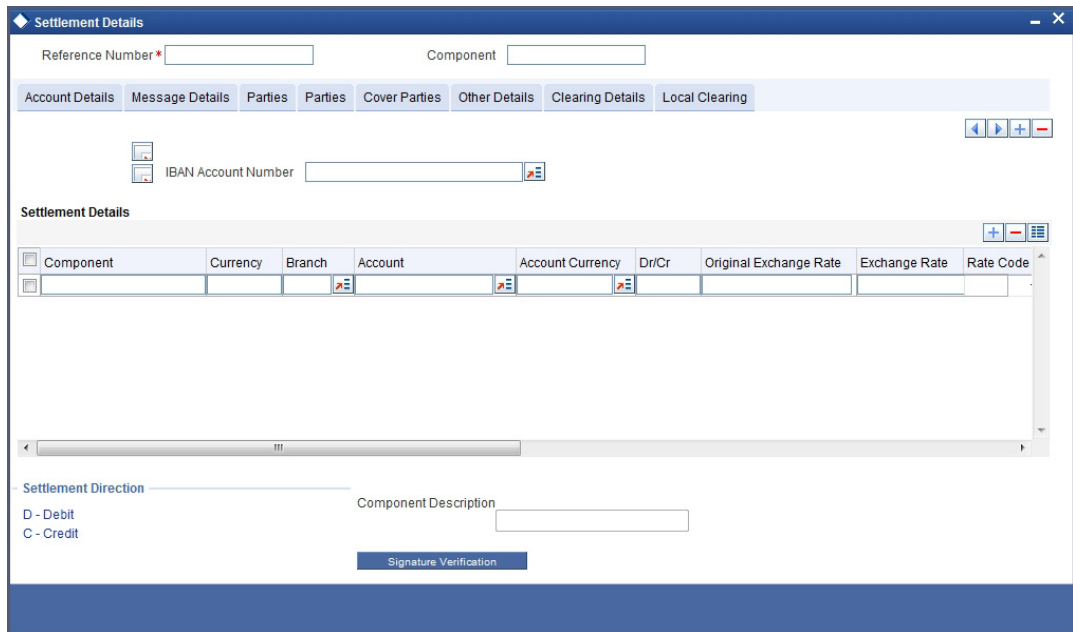 Settlement Details
Reference Number* Component
Account Details Message Details Parties Parties Cover Parties Other Details Clearing Details Local Clearing
IBAN Account Number
Settlement Details
Component Currency Branch Account Account Currency Dr/Cr Original Exchange Rate Exchange Rate Rate Code
Settlement Direction
Component Description
D - Debit
C - Credit
Signature Verification